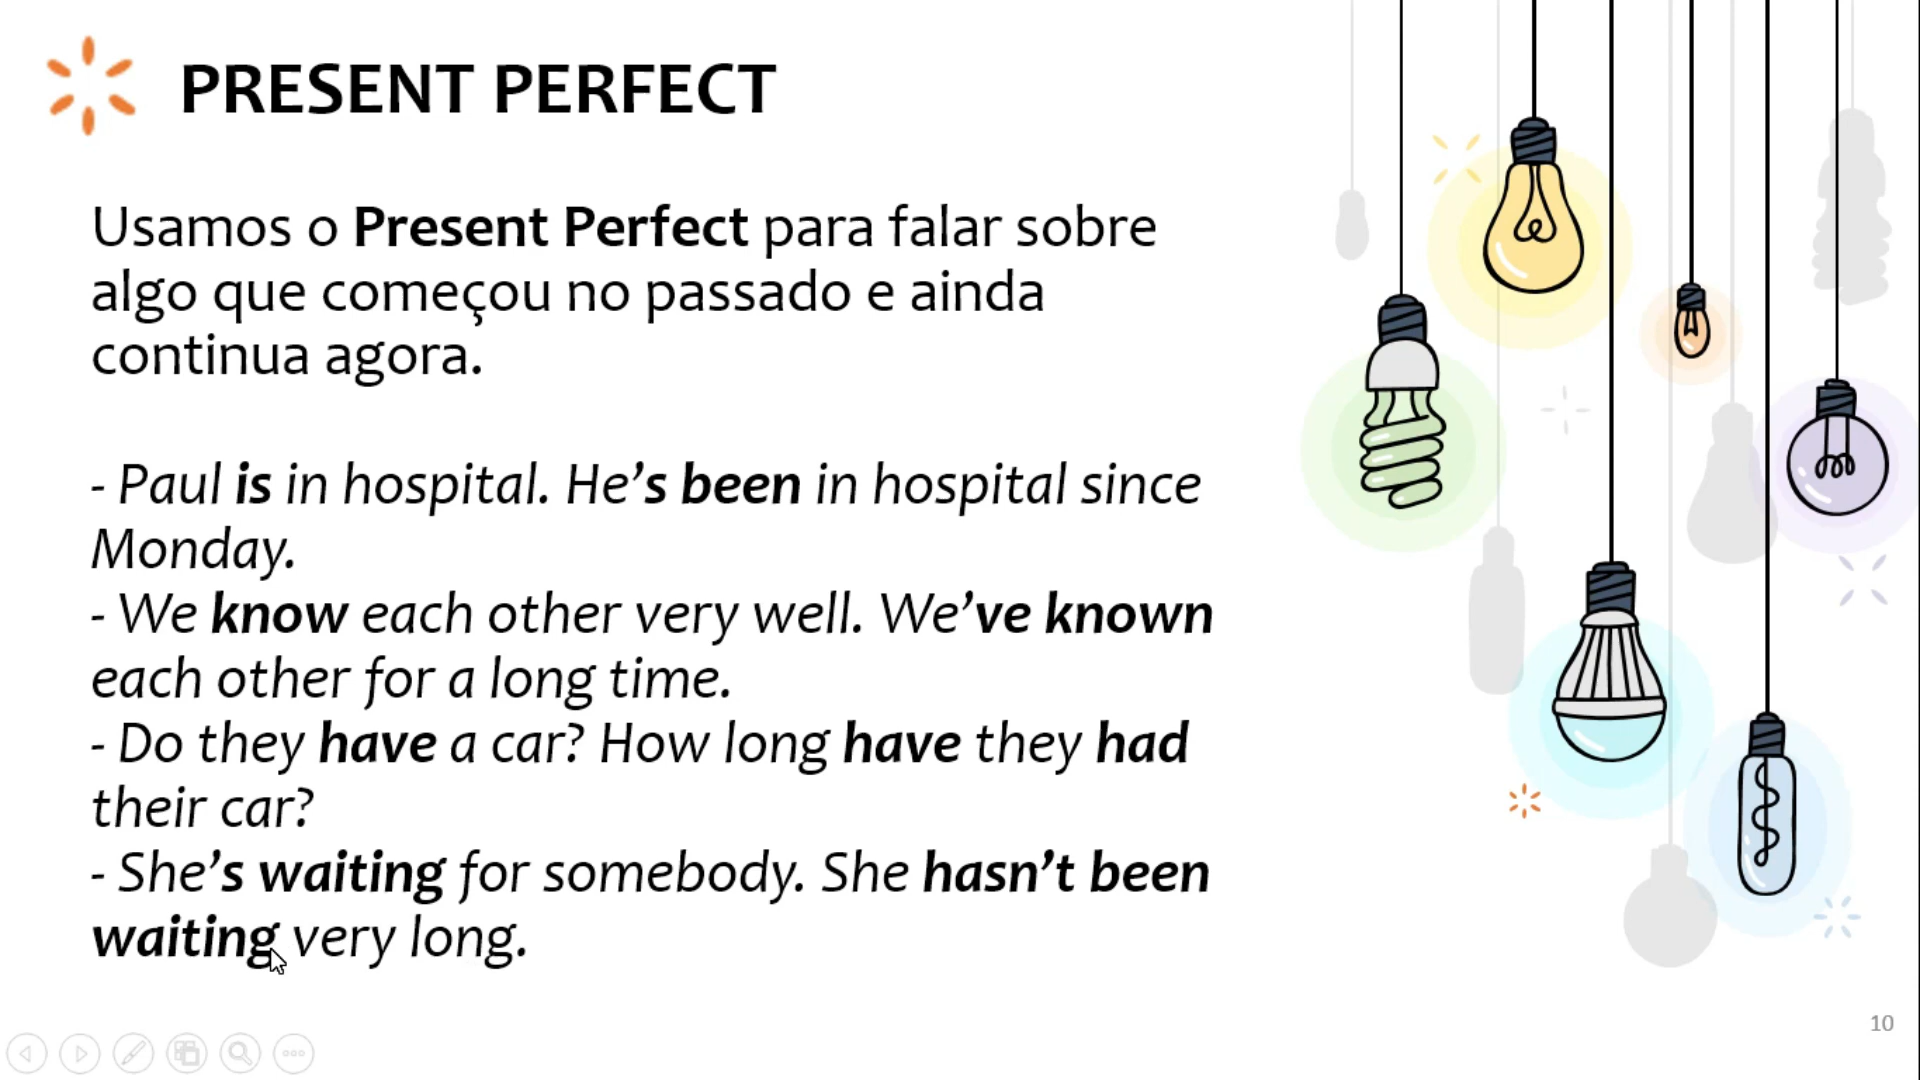 PRESENT PERFECT
Usamos o Present Perfect para falar sobre
algo que começou no passado e ainda
continua agora.
- Paul is in hospital. He’s been in hospital since
Monday.
- We know each other very well. We’ve known
each other for a long time.
- Do they have a car? How long have they had
their car?
- She’s waiting for somebody. She hasn’t been
waiting very long.
10